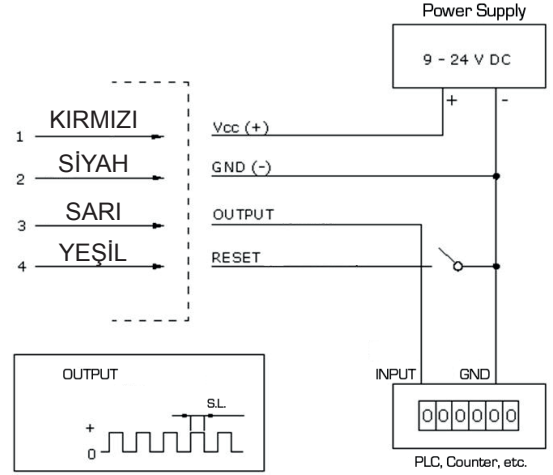 Power Supply
9 - 24 V DC
+ -
1 KIRMIZI Vcc (+)
2 SİYAH GND (-)
3 SARI OUTPUT
4 YEŞİL RESET
OUTPUT
S.L.
+
0
INPUT GND
000000
PLC, Counter, etc.